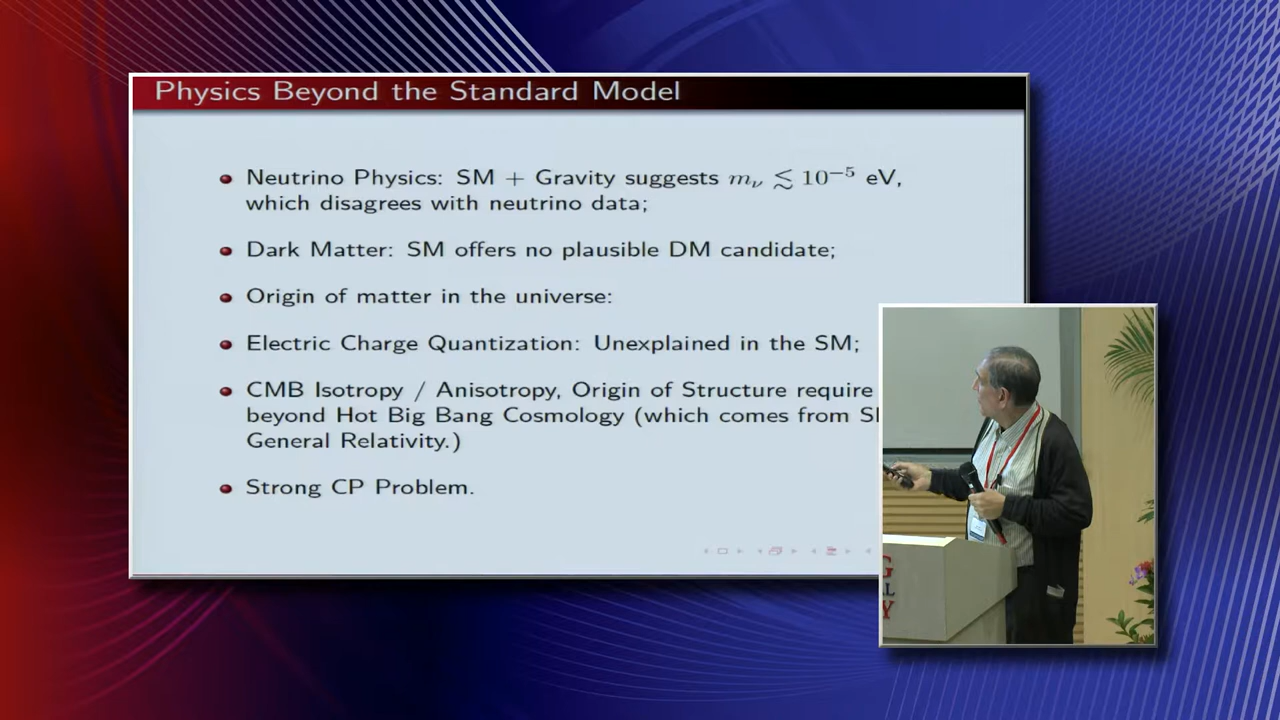 Physics Beyond the Standard Model
Neutrino Physics: SM + Gravity suggests mν ≲ 10⁻⁵ eV,
which disagrees with neutrino data;
Dark Matter: SM offers no plausible DM candidate;
Origin of matter in the universe:
Electric Charge Quantization: Unexplained in the SM;
CMB Isotropy / Anisotropy, Origin of Structure require
beyond Hot Big Bang Cosmology (which comes from
General Relativity.)
Strong CP Problem.